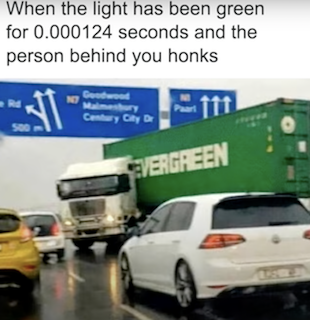 When the light has been green
for 0.000124 seconds and the
person behind you honks
N7 Goodwood
Malmesbury
Century City Dr
N1
Paarl
Rd
500 m
EVERGREEN